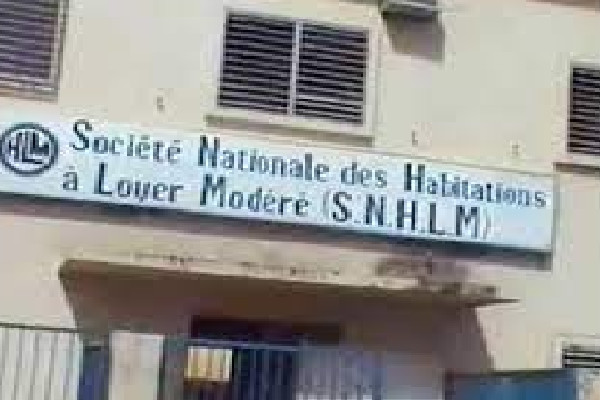 HLM Société Nationale des Habitations
à Loyer Modéré (S.N.H.L.M)